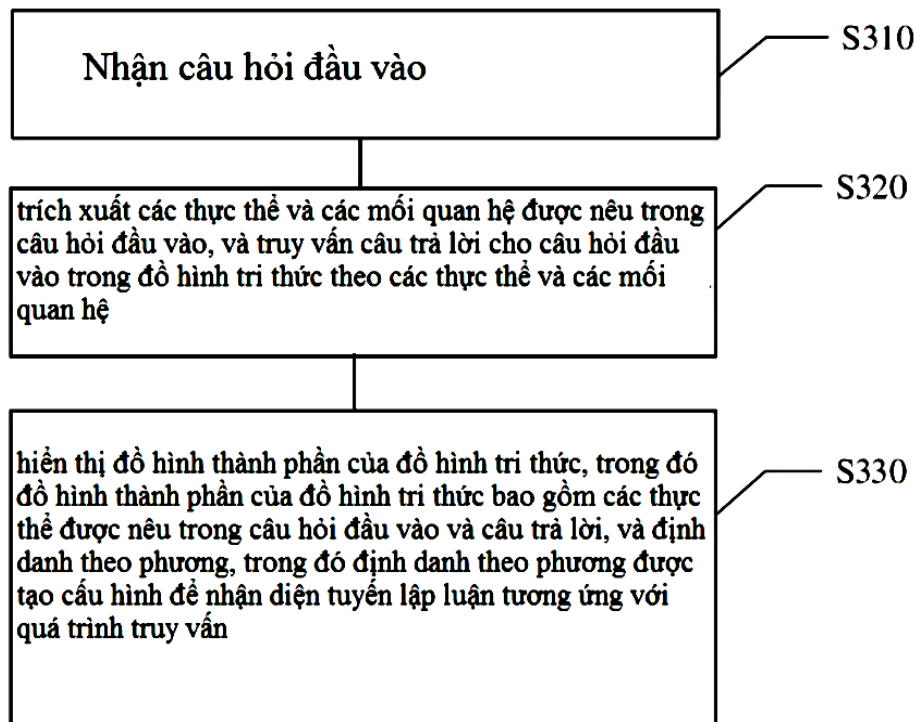 Nhận câu hỏi đầu vào
S310
trích xuất các thực thể và các mối quan hệ được nêu trong
câu hỏi đầu vào, và truy vấn câu trả lời cho câu hỏi đầu
vào trong đồ hình tri thức theo các thực thể và các mối
quan hệ
S320
hiển thị đồ hình thành phần của đồ hình tri thức, trong đó
đồ hình thành phần của đồ hình tri thức bao gồm các thực
thể được nêu trong câu hỏi đầu vào và câu trả lời, và định
danh theo phương, trong đó định danh theo phương được
tạo cấu hình để nhận diện tuyến lập luận tương ứng với
quá trình truy vấn
S330